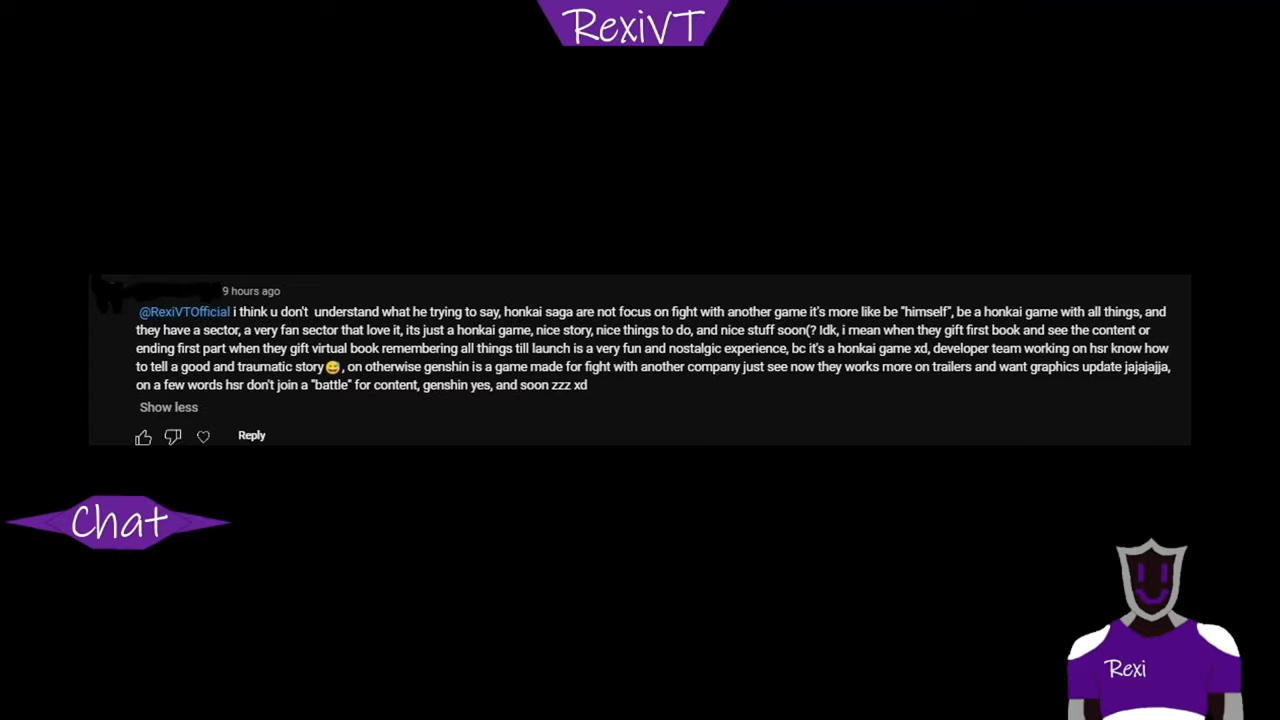 RexiVT
9 hours ago
@RexiVTOfficial i think u don't understand what he trying to say, honkai saga are not focus on fight with another game it's more like be "himself", be a honkai game with all things, and
they have a sector, a very fan sector that love it, its just a honkai game, nice story, nice things to do, and nice stuff soon(? Idk, i mean when they gift first book and see the content or
ending first part when they gift virtual book remembering all things till launch is a very fun and nostalgic experience, bc it's a honkai game xd, developer team working on hsr know how
to tell a good and traumatic story😅, on otherwise genshin is a game made for fight with another company just see now they works more on trailers and want graphics update jajajajja,
on a few words hsr don't join a "battle" for content, genshin yes, and soon zzz xd
Show less
Reply
Chat
Rexi